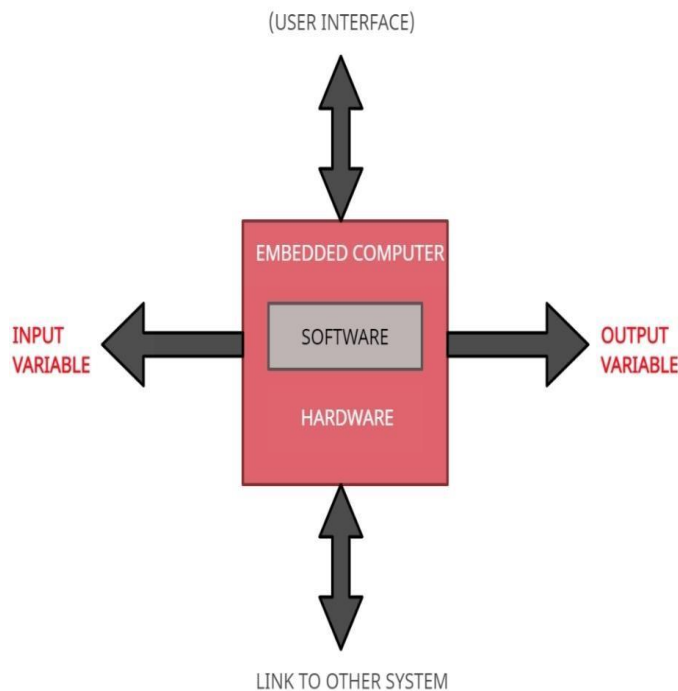 (USER INTERFACE)
EMBEDDED COMPUTER
SOFTWARE
HARDWARE
INPUT
VARIABLE
OUTPUT
VARIABLE
LINK TO OTHER SYSTEM